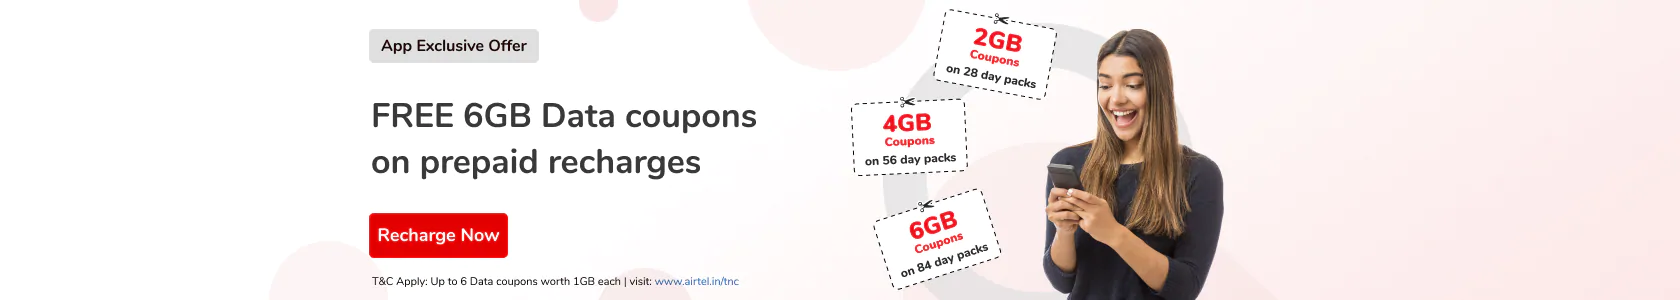 App Exclusive Offer
FREE 6GB Data coupons
on prepaid recharges
Recharge Now
T&C Apply: Up to 6 Data coupons worth 1GB each | visit: www.airtel.in/tnc
2GB
Coupons
on 28 day packs
4GB
Coupons
on 56 day packs
6GB
Coupons
on 84 day packs